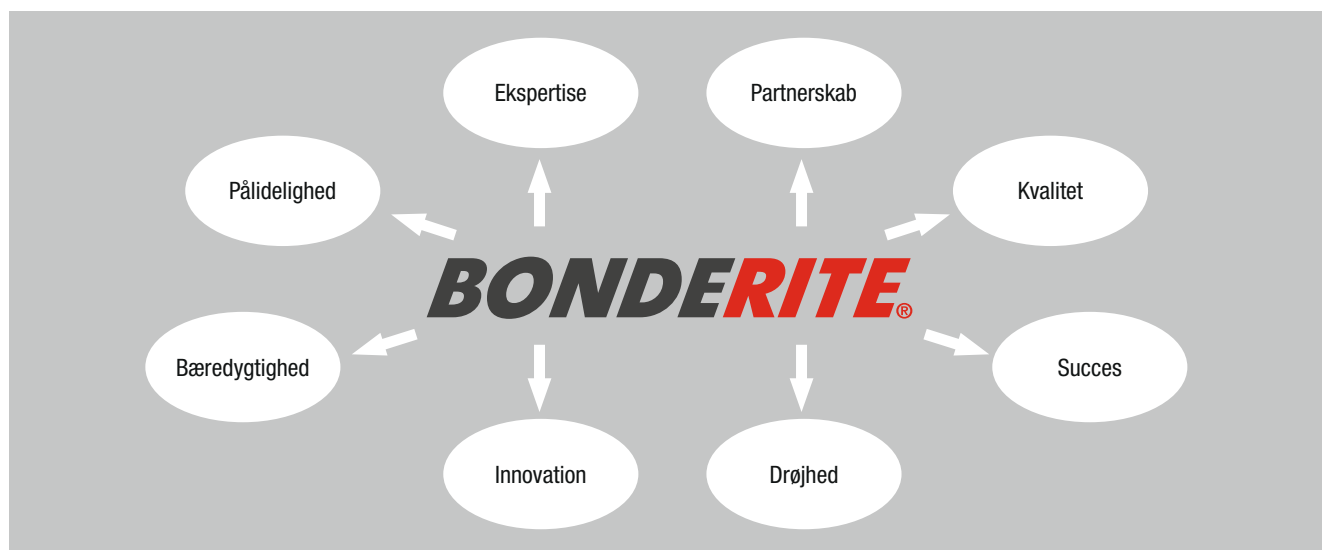 Ekspertise
Partnerskab
Pålidelighed
Kvalitet
BONDERITE®
Bæredygtighed
Succes
Innovation
Drøjhed